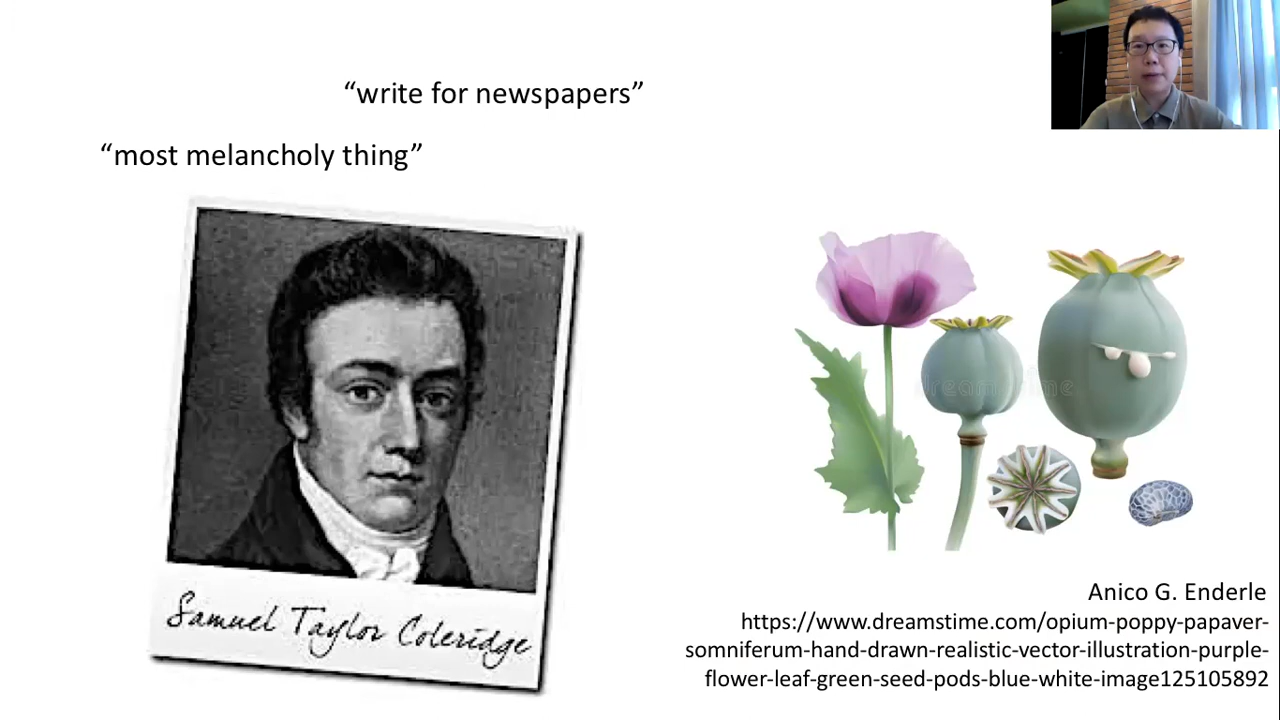 “write for newspapers”
“most melancholy thing”
dreamstime
Samuel Taylor Coleridge
Anico G. Enderle
https://www.dreamstime.com/opium-poppy-papaver-
somniferum-hand-drawn-realistic-vector-illustration-purple-
flower-leaf-green-seed-pods-blue-white-image125105892